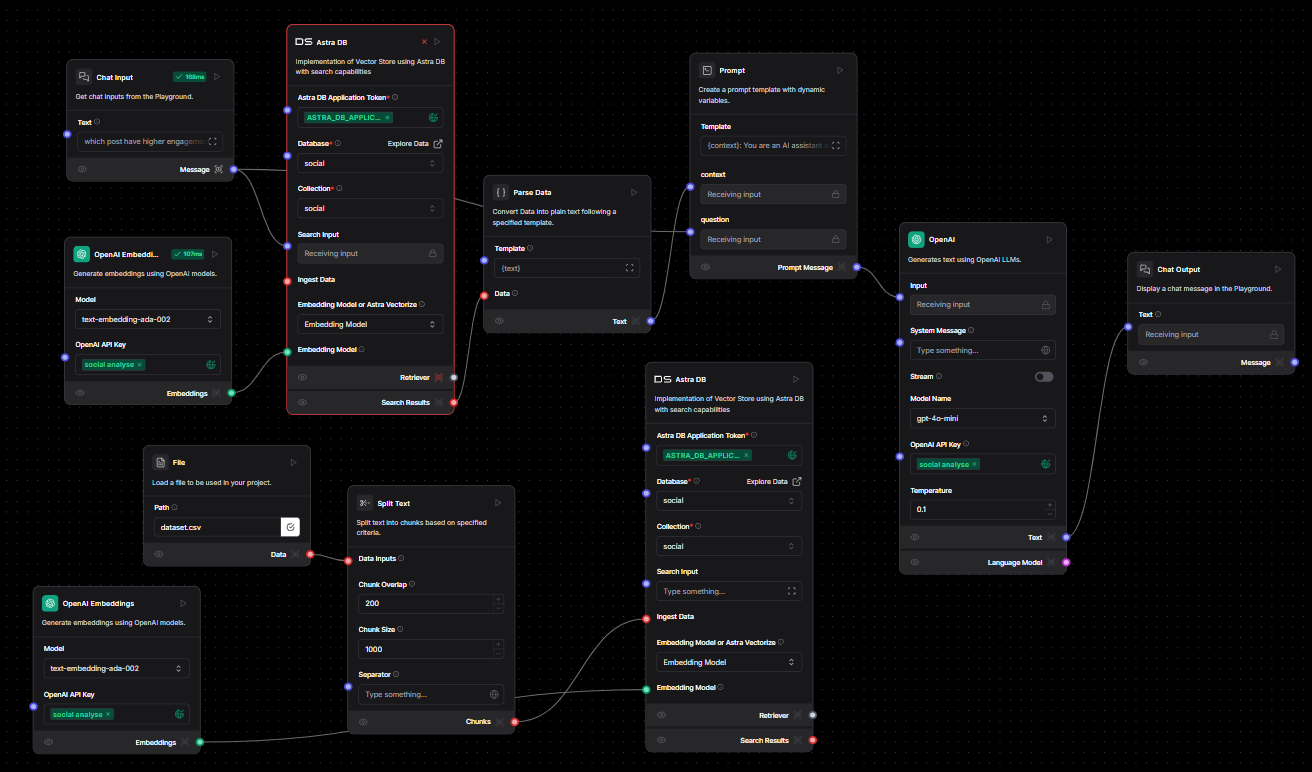 Chat Input
168ms
Get chat inputs from the Playground.
Text
which post have higher engageme
Message
OpenAI Embeddi...
107ms
Generate embeddings using OpenAI models.
Model
text-embedding-ada-002
OpenAI API Key
social analyse ×
Embeddings
DS Astra DB
Implementation of Vector Store using Astra DB
with search capabilities
Astra DB Application Token*
ASTRA_DB_APPLIC... ×
Database*
Explore Data
social
Collection*
social
Search Input
Receiving input
Ingest Data
Embedding Model or Astra Vectorize
Embedding Model
Embedding Model
Retriever
Search Results
Parse Data
Convert Data into plain text following a
specified template.
Template
{text}
Data
Text
Prompt
Create a prompt template with dynamic
variables.
Template
{context}: You are an AI assistant
context
Receiving input
question
Receiving input
Prompt Message
OpenAI
Generates text using OpenAI LLMs.
Input
Receiving input
System Message
Type something...
Stream
Model Name
gpt-4o-mini
OpenAI API Key
social analyse ×
Temperature
0.1
Text
Language Model
Chat Output
Display a chat message in the Playground.
Text
Receiving input
Message
File
Load a file to be used in your project.
Path
dataset.csv
Data
OpenAI Embeddings
Generate embeddings using OpenAI models.
Model
text-embedding-ada-002
OpenAI API Key
social analyse ×
Embeddings
Split Text
Split text into chunks based on specified
criteria.
Data Inputs
Chunk Overlap
200
Chunk Size
1000
Separator
Type something...
Chunks
DS Astra DB
Implementation of Vector Store using Astra DB
with search capabilities
Astra DB Application Token*
ASTRA_DB_APPLIC... ×
Database*
Explore Data
social
Collection*
social
Search Input
Type something...
Ingest Data
Embedding Model or Astra Vectorize
Embedding Model
Embedding Model
Retriever
Search Results